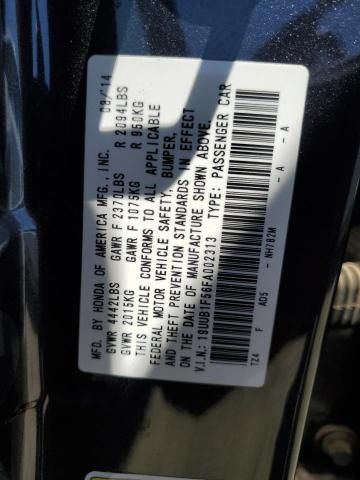 MFD. BY HONDA OF AMERICA MFG., INC. 08/14
GVWR 4442LBS GAWR F 2370LBS R 2094LBS
GVWR 2015KG GAWR F 1075KG R 950KG
THIS VEHICLE CONFORMS TO ALL APPLICABLE
FEDERAL MOTOR VEHICLE SAFETY, BUMPER,
AND THEFT PREVENTION STANDARDS IN EFFECT
ON THE DATE OF MANUFACTURE SHOWN ABOVE.
V.I.N.: 19UUB1F56FA002313 TYPE: PASSENGER CAR
TZ4 F AD5 - NH782M - A - A